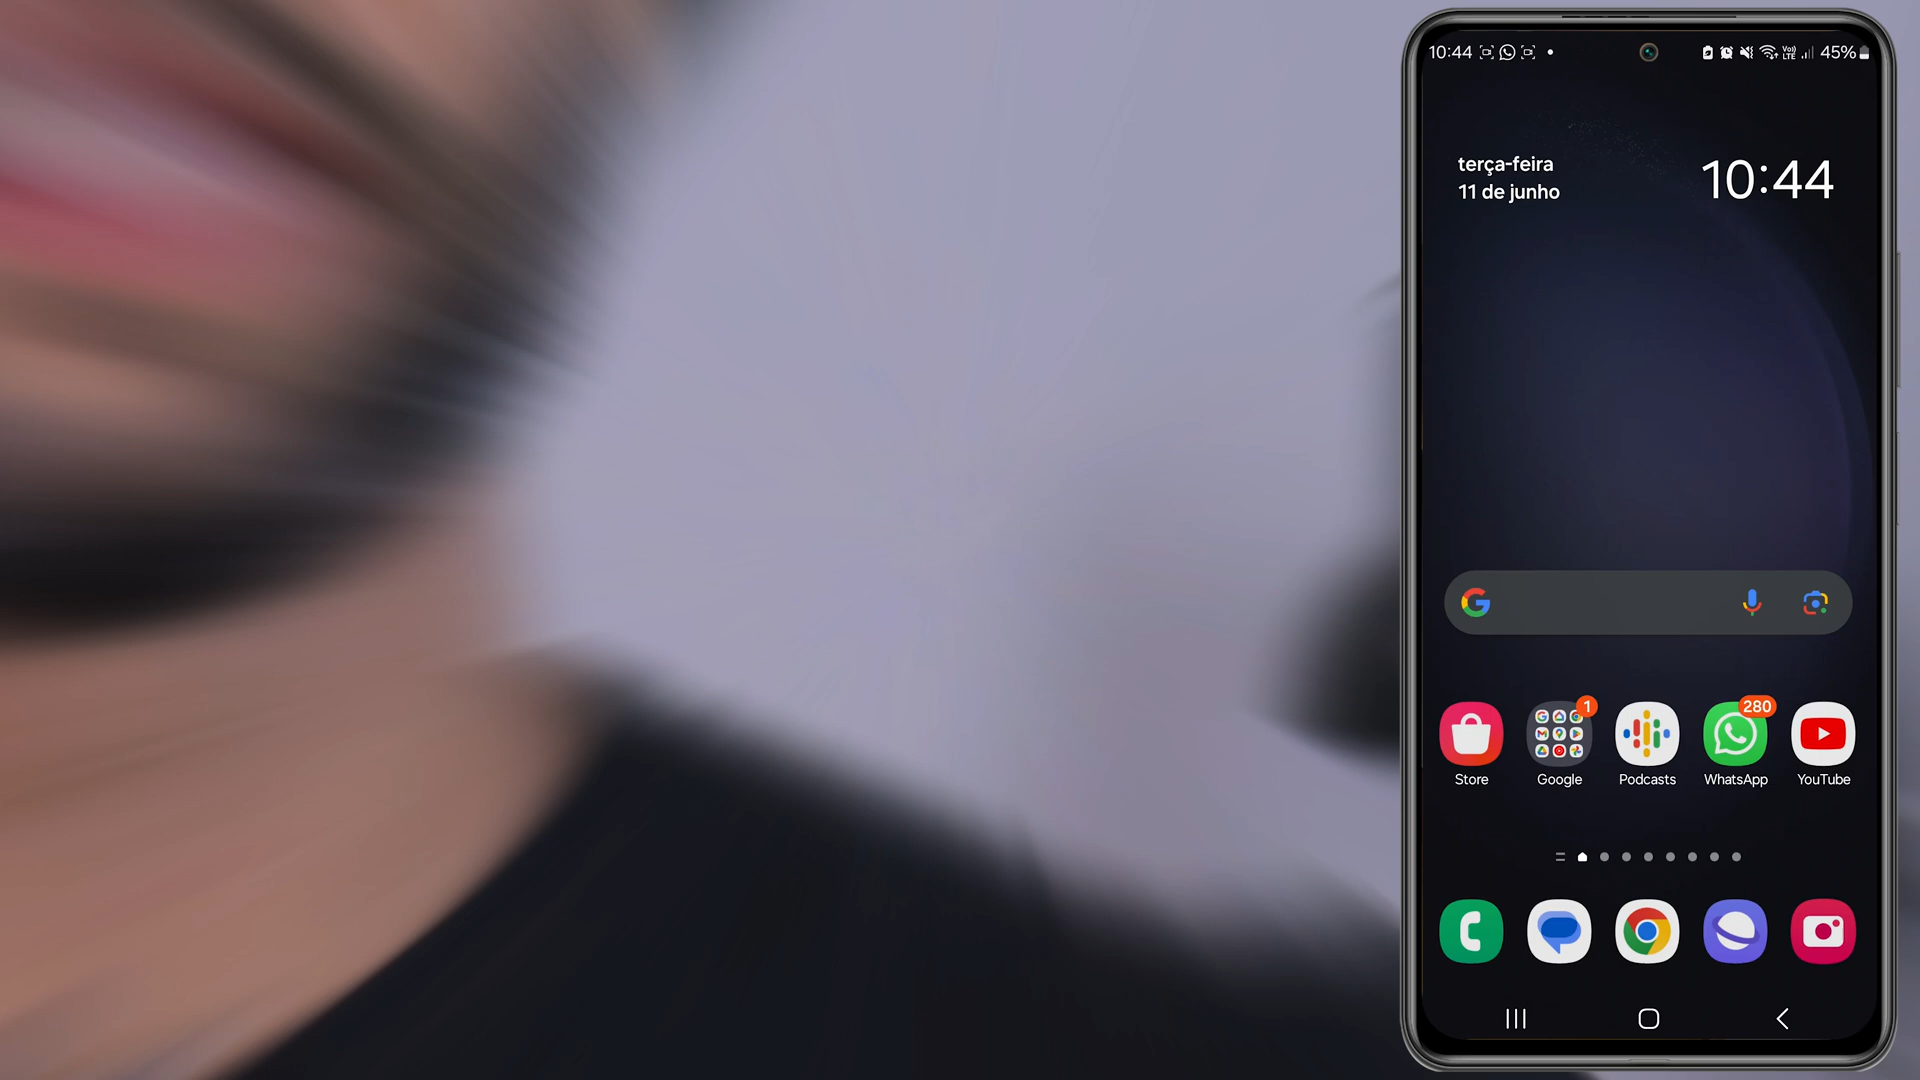 10:44
45%
terça-feira
11 de junho
10:44
1
280
Store
Google
Podcasts
WhatsApp
YouTube